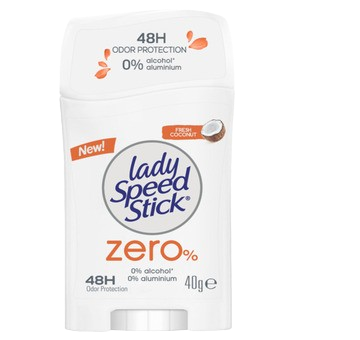 48H
ODOR PROTECTION
0% alcohol*
aluminium
New!
FRESH
COCONUT
lady
Speed
Stick®
zero%
48H
Odor Protection
0% alcohol*
0% aluminium
40g℮